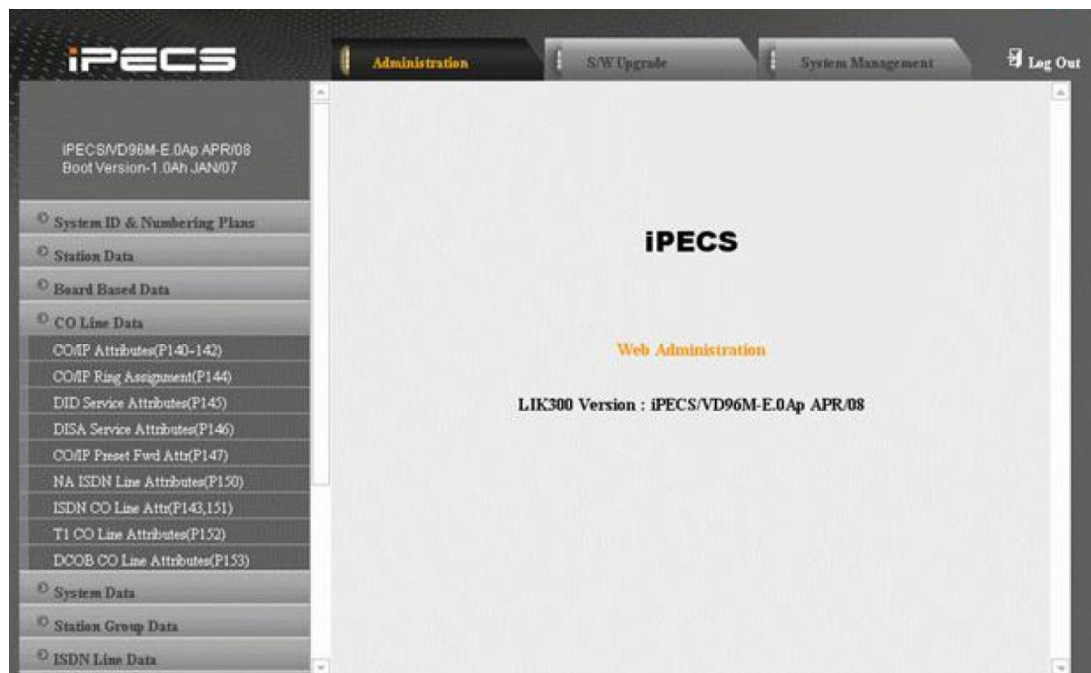 iPECS
Administration
S/W Upgrade
System Management
Log Out
iPECS/VD96M-E.0Ap APR/08
Boot Version-1.0Ah JAN/07
System ID & Numbering Plans
Station Data
Board Based Data
CO Line Data
CO/IP Attributes(P140-142)
CO/IP Ring Assignment(P144)
DID Service Attributes(P145)
DISA Service Attributes(P146)
CO/IP Preset Fwd Attr(P147)
NA ISDN Line Attributes(P150)
ISDN CO Line Attr(P143,151)
T1 CO Line Attributes(P152)
DCOB CO Line Attributes(P153)
System Data
Station Group Data
ISDN Line Data
iPECS
Web Administration
LIK300 Version : iPECS/VD96M-E.0Ap APR/08